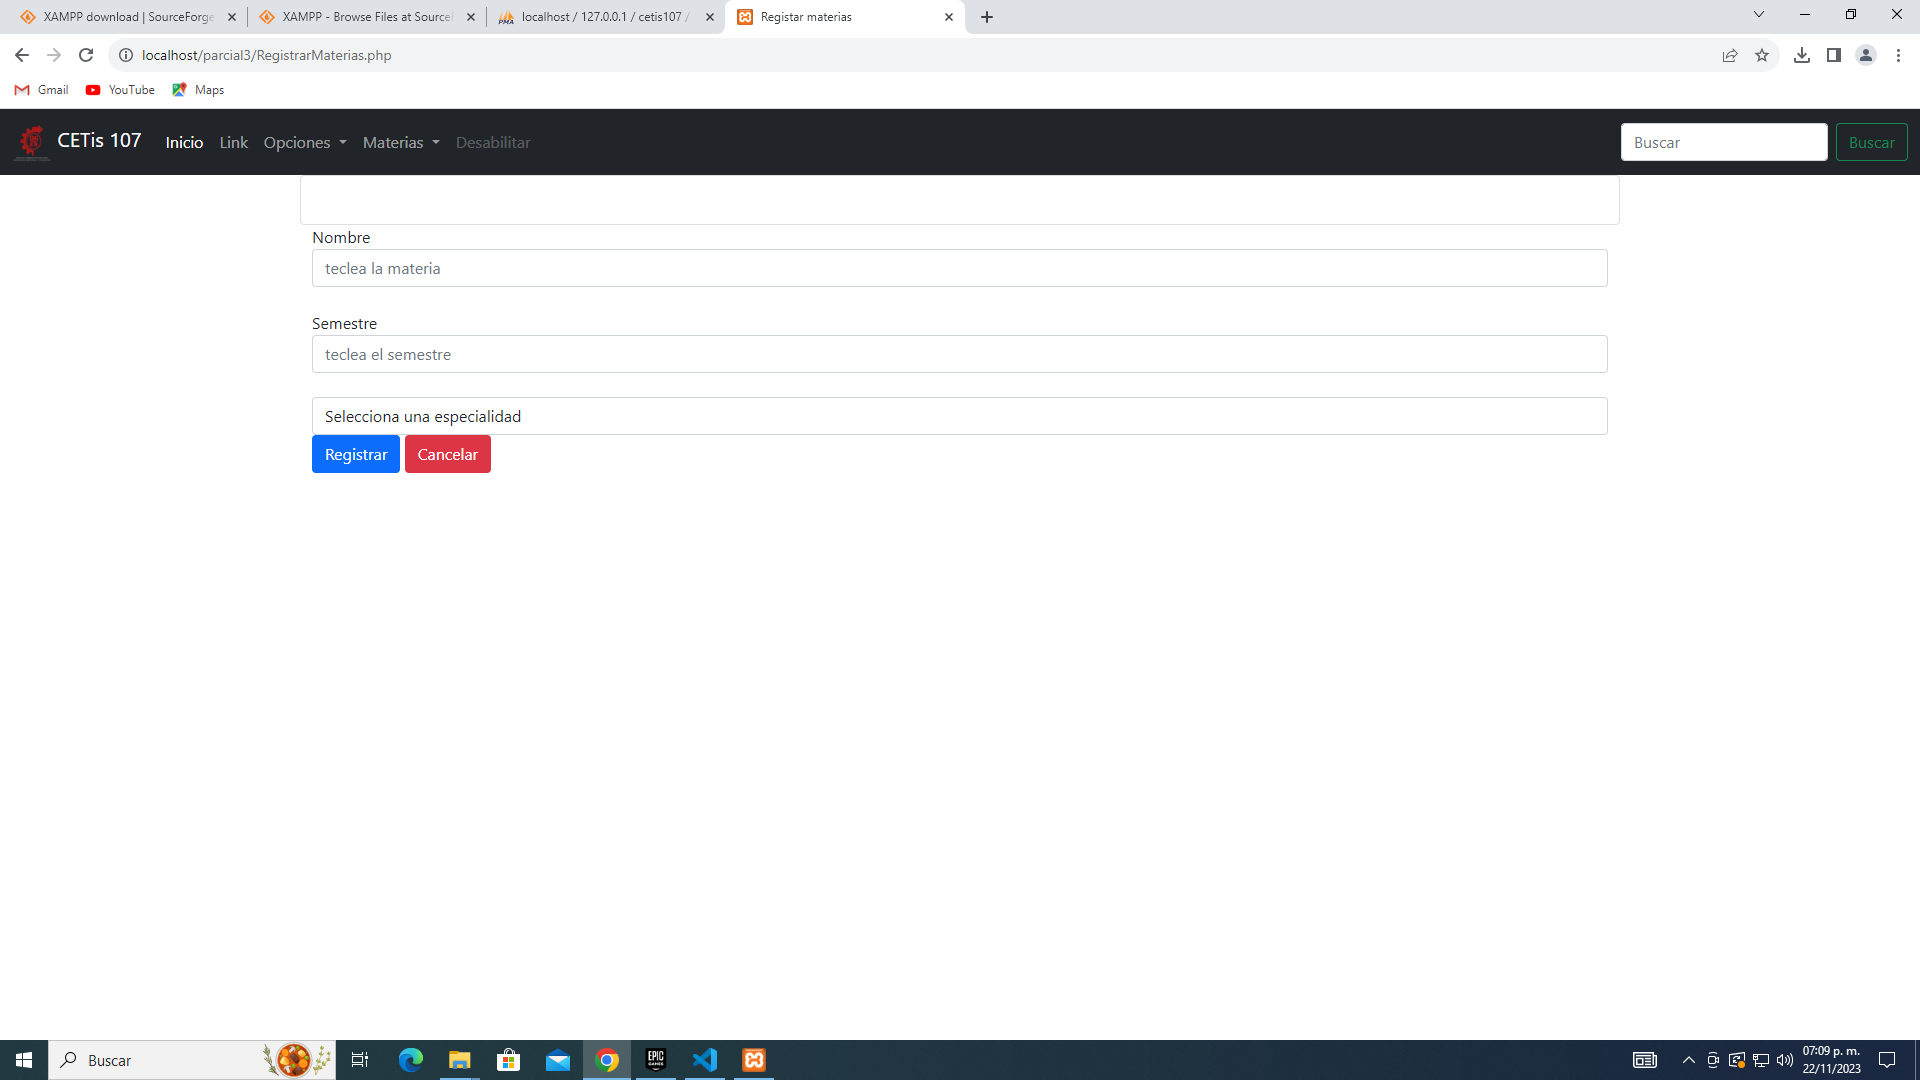 XAMPP download | SourceForge
XAMPP - Browse Files at Source
localhost / 127.0.0.1 / cetis107 /
Registar materias
localhost/parcial3/RegistrarMaterias.php
Gmail YouTube Maps
CETis 107 Inicio Link Opciones Materias Desabilitar Buscar Buscar
Nombre
teclea la materia
Semestre
teclea el semestre
Selecciona una especialidad
Registrar Cancelar
Buscar
EPIC
GAMES
07:09 p. m.
22/11/2023